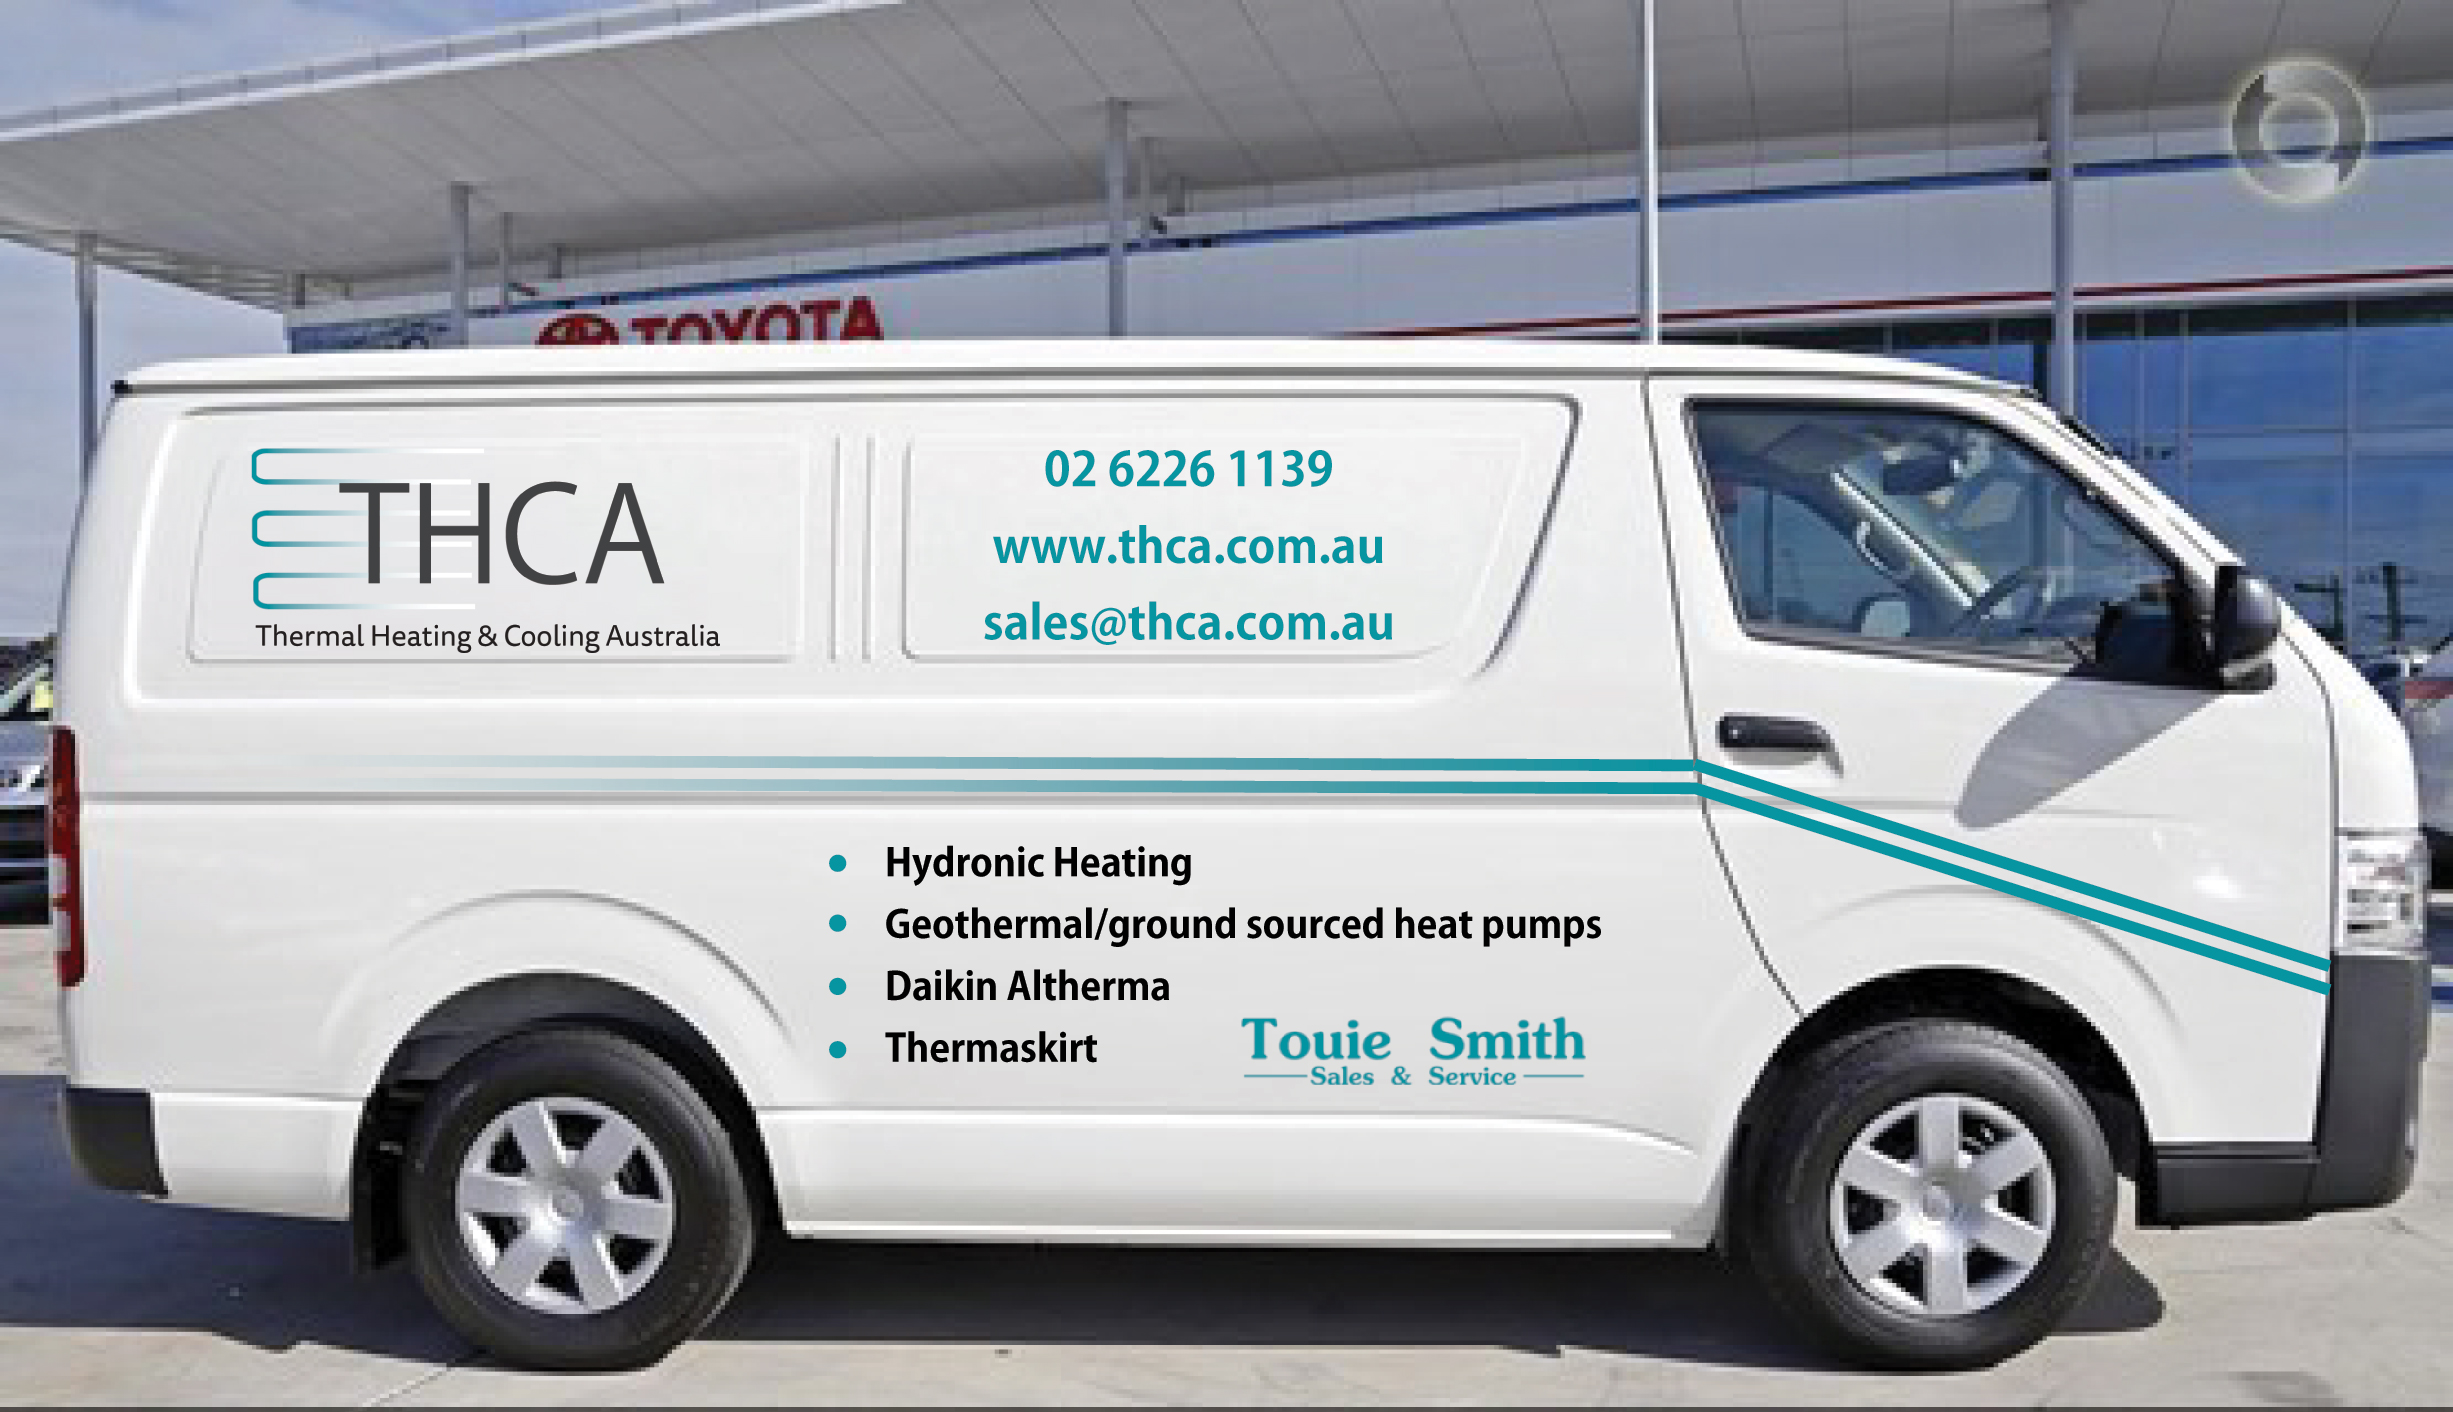 TOYOTA
THCA
Thermal Heating & Cooling Australia
02 6226 1139
www.thca.com.au
sales@thca.com.au
Hydronic Heating
Geothermal/ground sourced heat pumps
Daikin Altherma
Thermaskirt
Touie Smith
Sales & Service